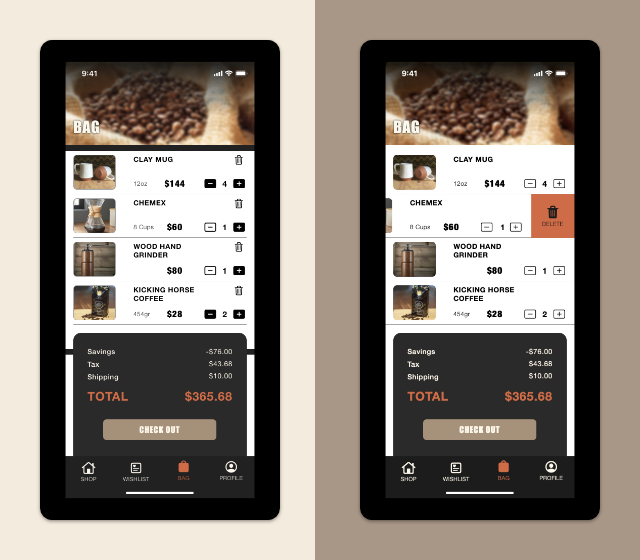 9:41
BAG
CLAY MUG
12oz $144 − 4 +
CHEMEX
8 Cups $60 − 1 +
WOOD HAND
GRINDER
$80 − 1 +
KICKING HORSE
COFFEE
454gr $28 − 2 +
Savings -$76.00
Tax $43.68
Shipping $10.00
TOTAL $365.68
CHECK OUT
SHOP WISHLIST BAG PROFILE
9:41
BAG
CLAY MUG
12oz $144 − 4 +
CHEMEX
8 Cups $60 − 1 +
DELETE
WOOD HAND
GRINDER
$80 − 1 +
KICKING HORSE
COFFEE
454gr $28 − 2 +
Savings -$76.00
Tax $43.68
Shipping $10.00
TOTAL $365.68
CHECK OUT
SHOP WISHLIST BAG PROFILE